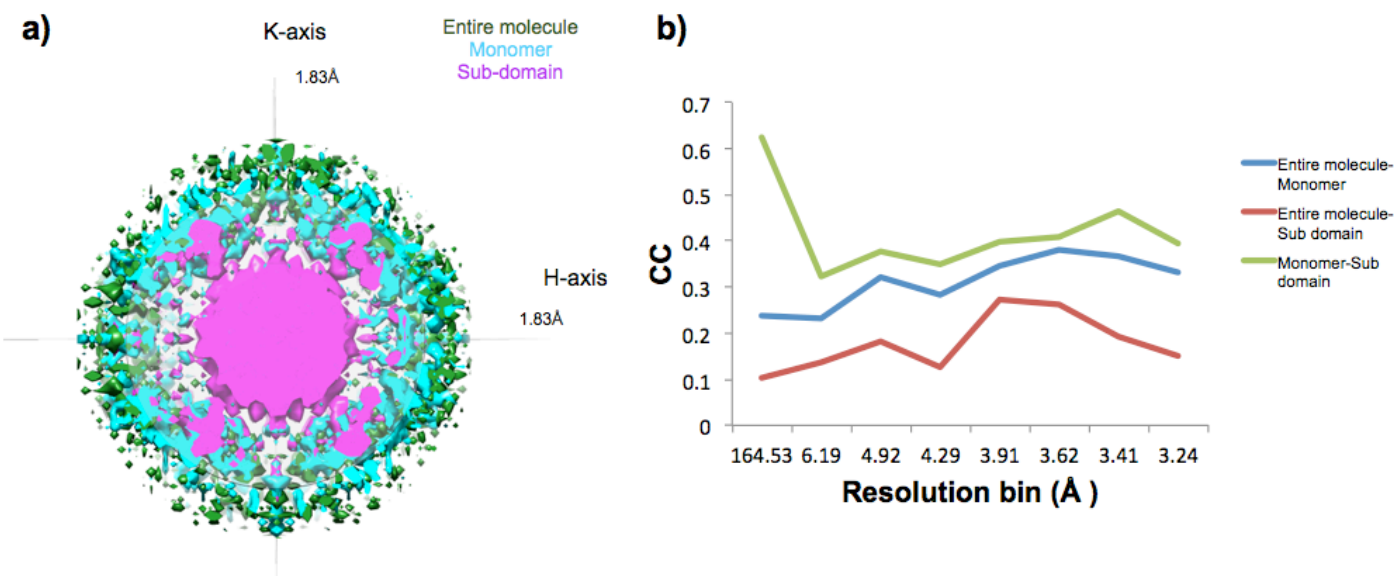 a)
K-axis
1.83Å
Entire molecule
Monomer
Sub-domain
H-axis
1.83Å
b)
0.7
0.6
0.5
0.4
0.3
0.2
0.1
0
CC
164.53 6.19 4.92 4.29 3.91 3.62 3.41 3.24
Resolution bin (Å )
Entire molecule-
Monomer
Entire molecule-
Sub domain
Monomer-Sub
domain